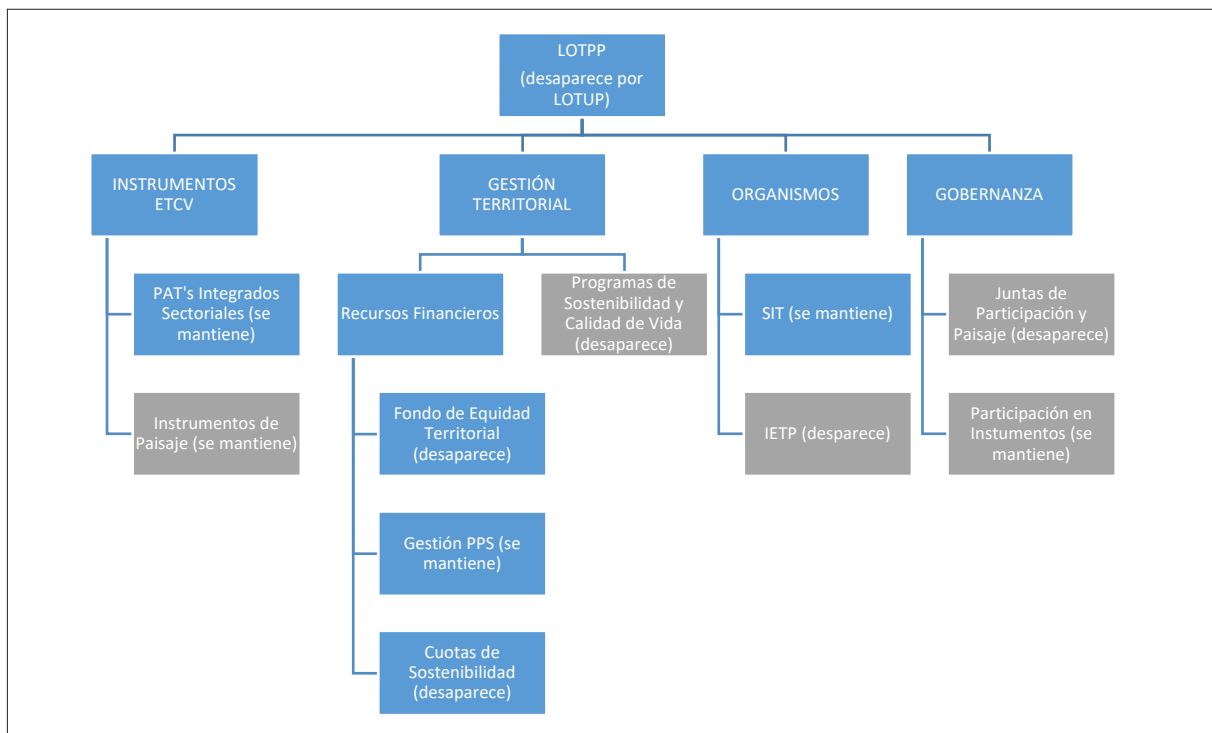 LOTPP
(desaparece por
LOTUP)
INSTRUMENTOS
ETCV
GESTIÓN
TERRITORIAL
ORGANISMOS
GOBERNANZA
PAT's Integrados
Sectoriales (se
mantiene)
Instrumentos de
Paisaje (se mantiene)
Recursos Financieros
Programas de
Sostenibilidad y
Calidad de Vida
(desaparece)
Fondo de Equidad
Territorial
(desaparece)
Gestión PPS (se
mantiene)
Cuotas de
Sostenibilidad
(desaparece)
SIT (se mantiene)
IETP (desparece)
Juntas de
Participación y
Paisaje (desaparece)
Participación en
Instumentos (se
mantiene)